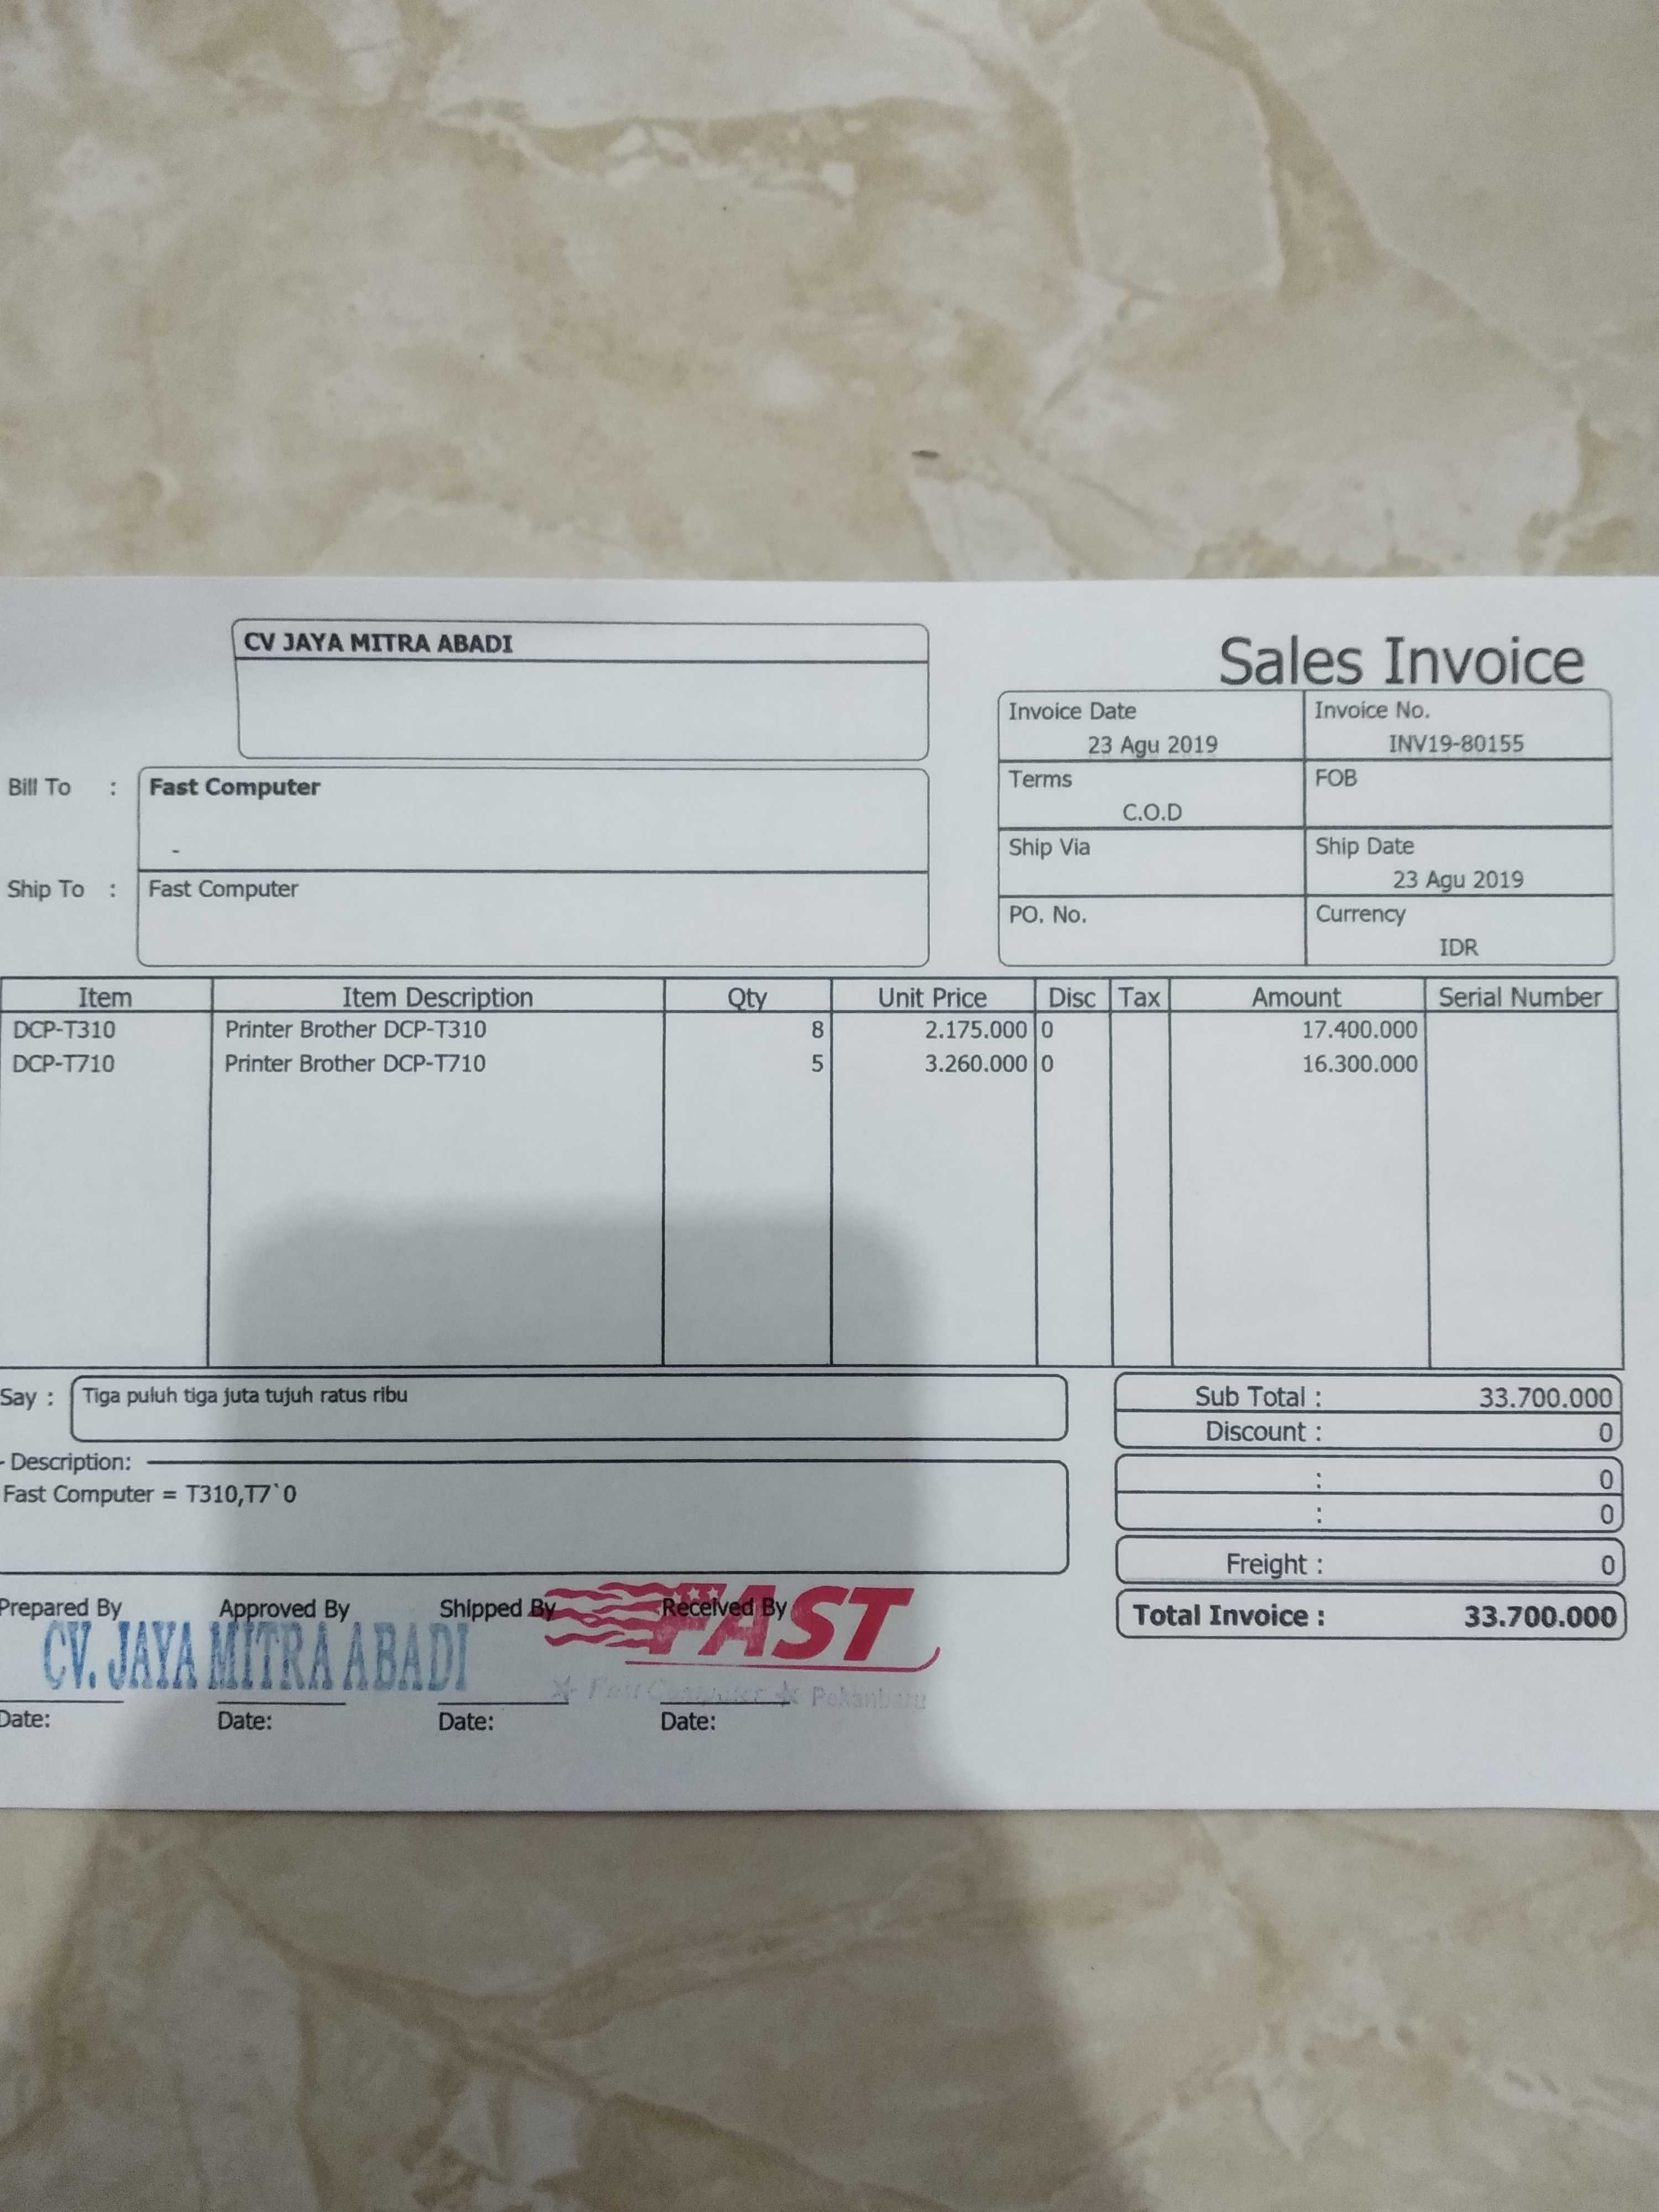 CV JAYA MITRA ABADI
Sales Invoice
Invoice Date
23 Agu 2019
Invoice No.
INV19-80155
Terms
C.O.D
FOB
Ship Via
Ship Date
23 Agu 2019
PO. No.
Currency
IDR
Bill To : Fast Computer
-
Ship To : Fast Computer
Item Item Description Qty Unit Price Disc Tax Amount Serial Number
DCP-T310 Printer Brother DCP-T310 8 2.175.000 0 17.400.000
DCP-T710 Printer Brother DCP-T710 5 3.260.000 0 16.300.000
Say : Tiga puluh tiga juta tujuh ratus ribu
Description:
Fast Computer = T310,T7`0
Sub Total : 33.700.000
Discount : 0
: 0
: 0
Freight : 0
Total Invoice : 33.700.000
Prepared By Approved By Shipped By Received By
CV. JAYA MITRA ABADI
FAST
Fast Computer Pekanbaru
Date: Date: Date: Date: